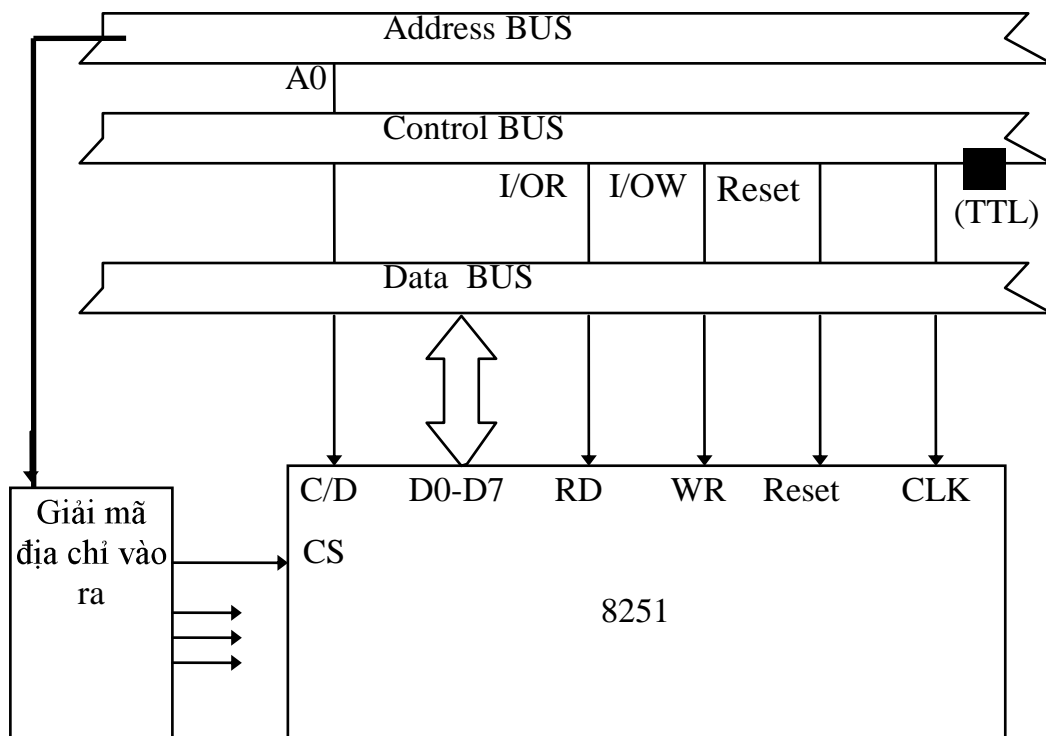 Address BUS
A0
Control BUS
I/OR I/OW Reset
(TTL)
Data BUS
C/D D0-D7 RD WR Reset CLK
Giải mã
địa chỉ vào
ra
CS
8251